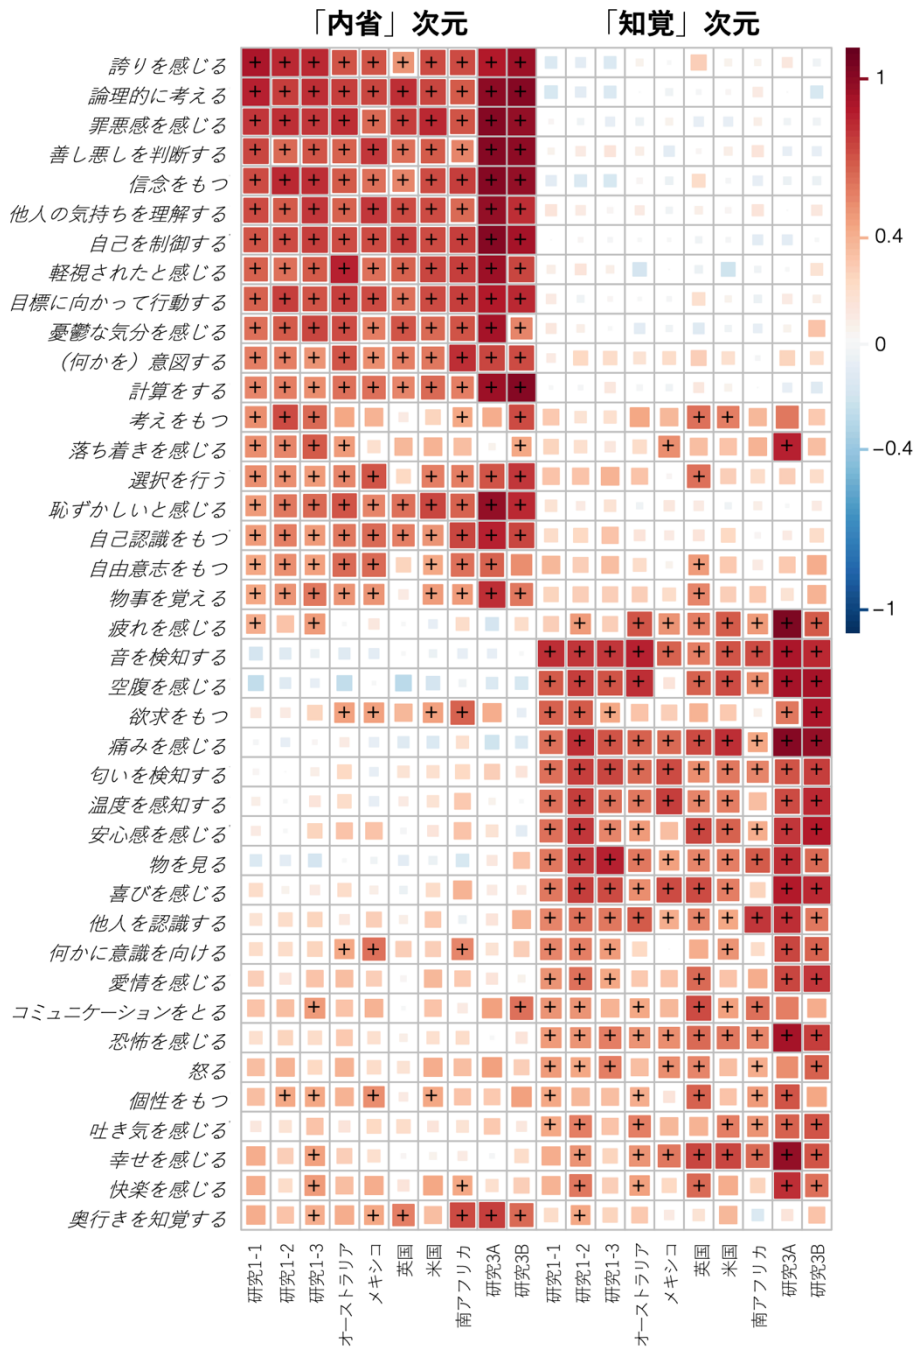 「内省」次元 「知覚」次元
誇りを感じる
論理的に考える
罪悪感を感じる
善し悪しを判断する
信念をもつ
他人の気持ちを理解する
自己を制御する
軽視されたと感じる
目標に向かって行動する
憂鬱な気分を感じる
（何かを）意図する
計算をする
考えをもつ
落ち着きを感じる
選択を行う
恥ずかしいと感じる
自己認識をもつ
自由意志をもつ
物事を覚える
疲れを感じる
音を検知する
空腹を感じる
欲求をもつ
痛みを感じる
匂いを検知する
温度を感知する
安心感を感じる
物を見る
喜びを感じる
他人を認識する
何かに意識を向ける
愛情を感じる
コミュニケーションをとる
恐怖を感じる
怒る
個性をもつ
吐き気を感じる
幸せを感じる
快楽を感じる
奥行きを知覚する
1
0.4
0
−0.4
−1
研究1-1
研究1-2
研究1-3
オーストラリア
メキシコ
英国
米国
南アフリカ
研究3A
研究3B
研究1-1
研究1-2
研究1-3
オーストラリア
メキシコ
英国
米国
南アフリカ
研究3A
研究3B